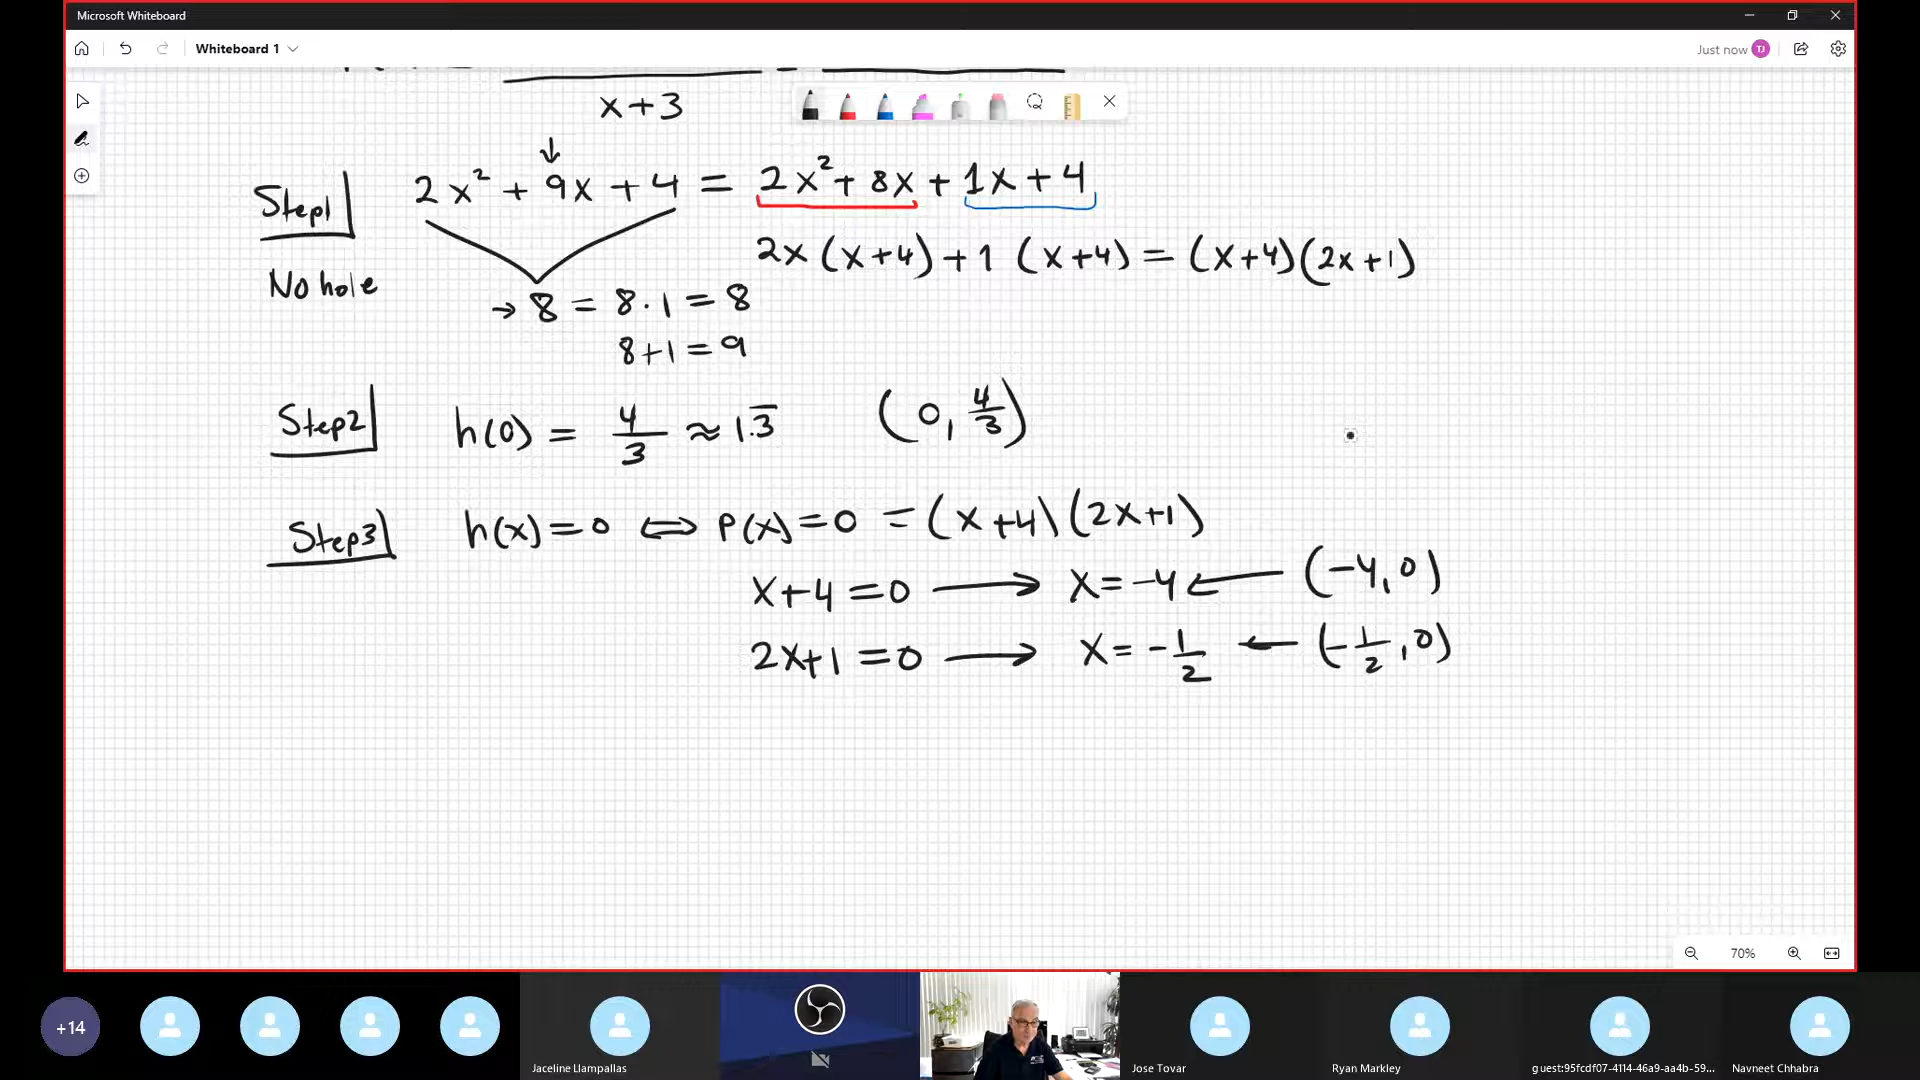 Microsoft Whiteboard
Whiteboard 1
Just now TJ
x+3
Step1
2x² + 9x + 4 = 2x² + 8x + 1x + 4
2x (x+4) + 1 (x+4) = (x+4)(2x+1)
No hole
→ 8 = 8 · 1 = 8
8+1 = 9
Step2
h(0) = 4/3 ≈ 1.3̅
(0, 4/3)
Step3
h(x) = 0 ⟺ P(x) = 0 = (x+4)(2x+1)
x+4 = 0 → x = -4 ← (-4, 0)
2x+1 = 0 → x = -1/2 ← (-1/2, 0)
70%
+14
Jaceline Llampallas
Jose Tovar
Ryan Markley
guest:95fcdf07-4114-46a9-aa4b-59...
Navneet Chhabra